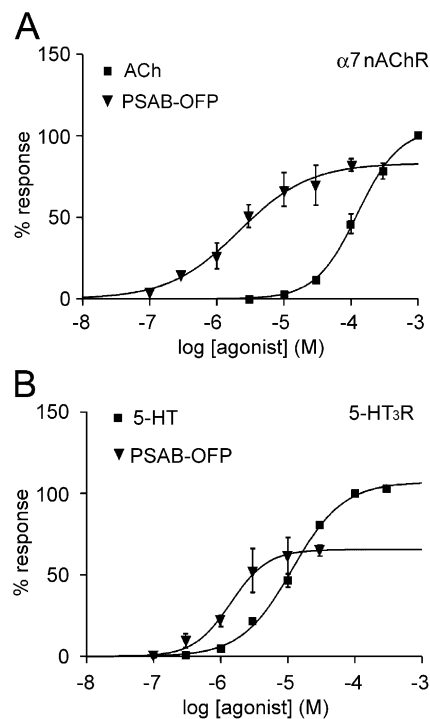 A
150
100
50
0
% response
ACh
PSAB-OFP
α7 nAChR
-8 -7 -6 -5 -4 -3
log [agonist] (M)
B
150
100
50
0
% response
5-HT
PSAB-OFP
5-HT3R
-8 -7 -6 -5 -4 -3
log [agonist] (M)